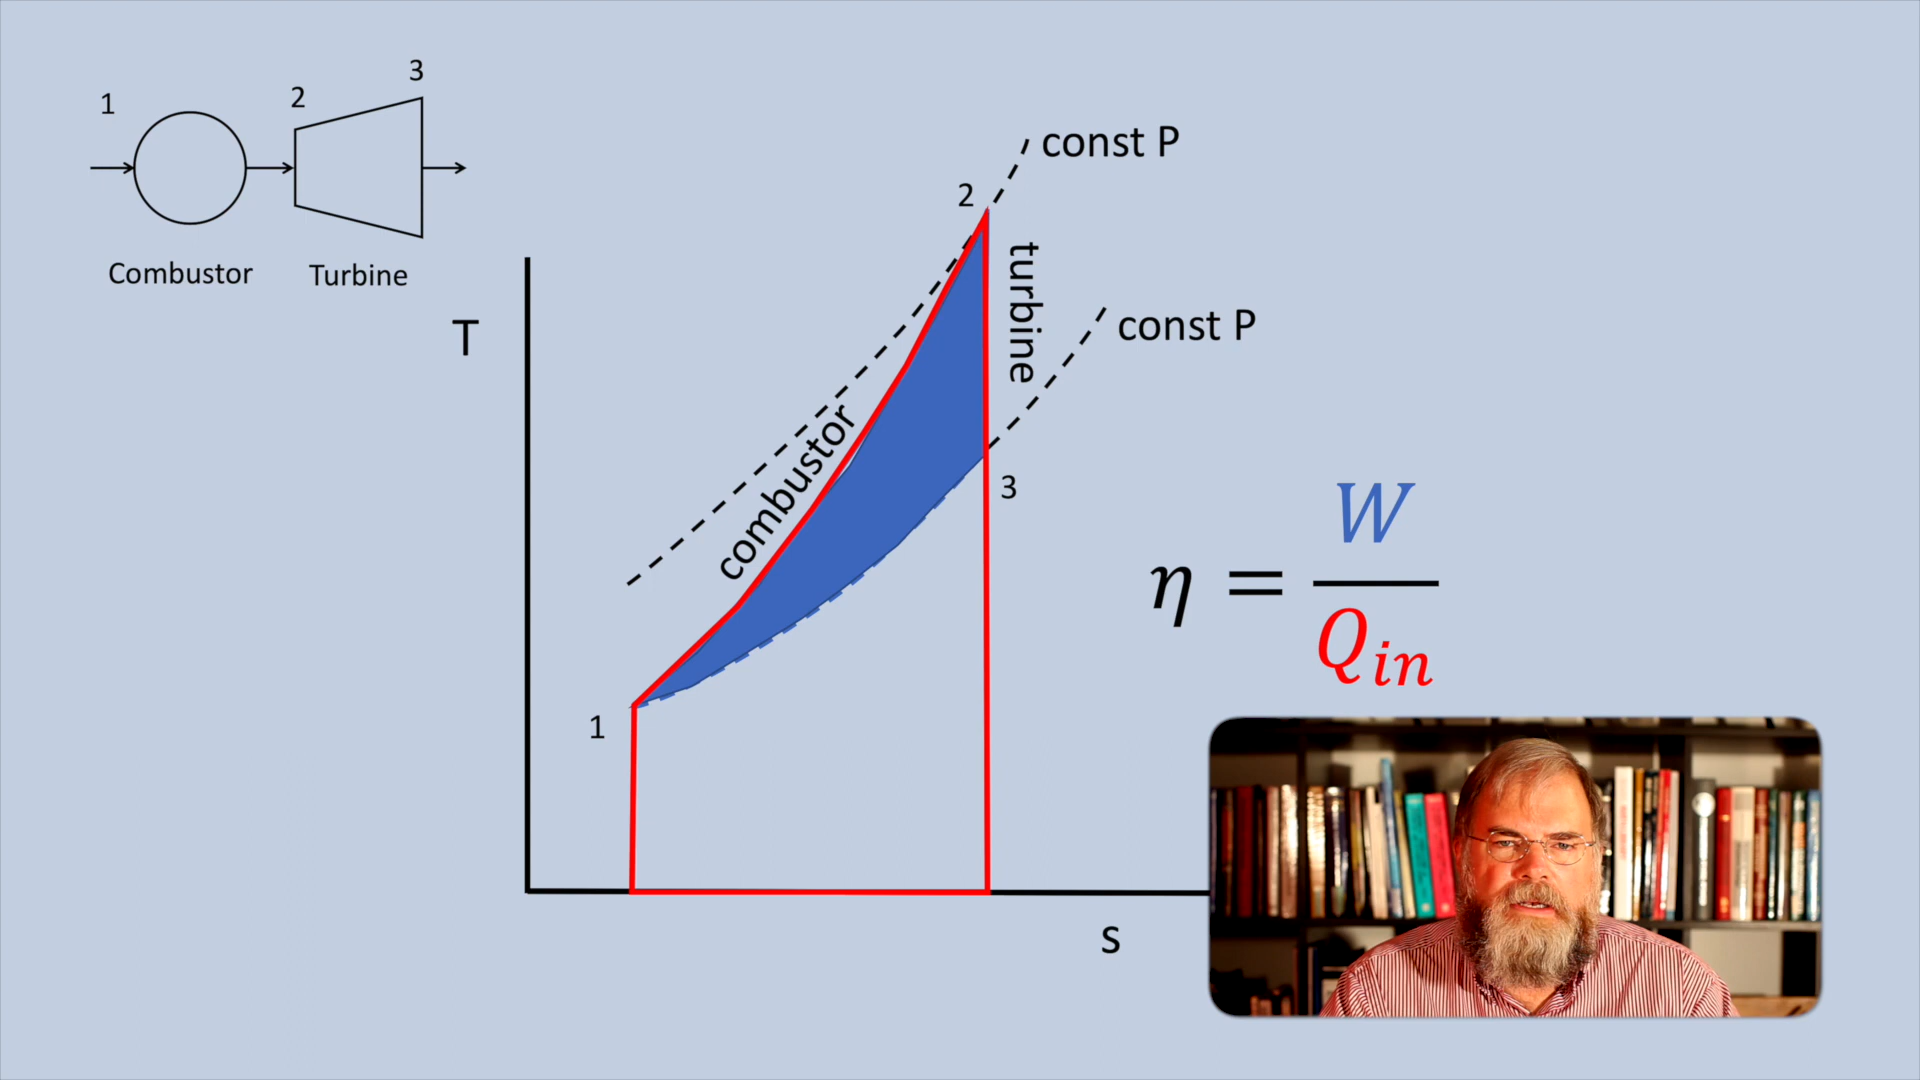 3
2
1
Combustor
Turbine
const P
2
turbine
const P
T
combustor
3
1
η = W / Q_in
s